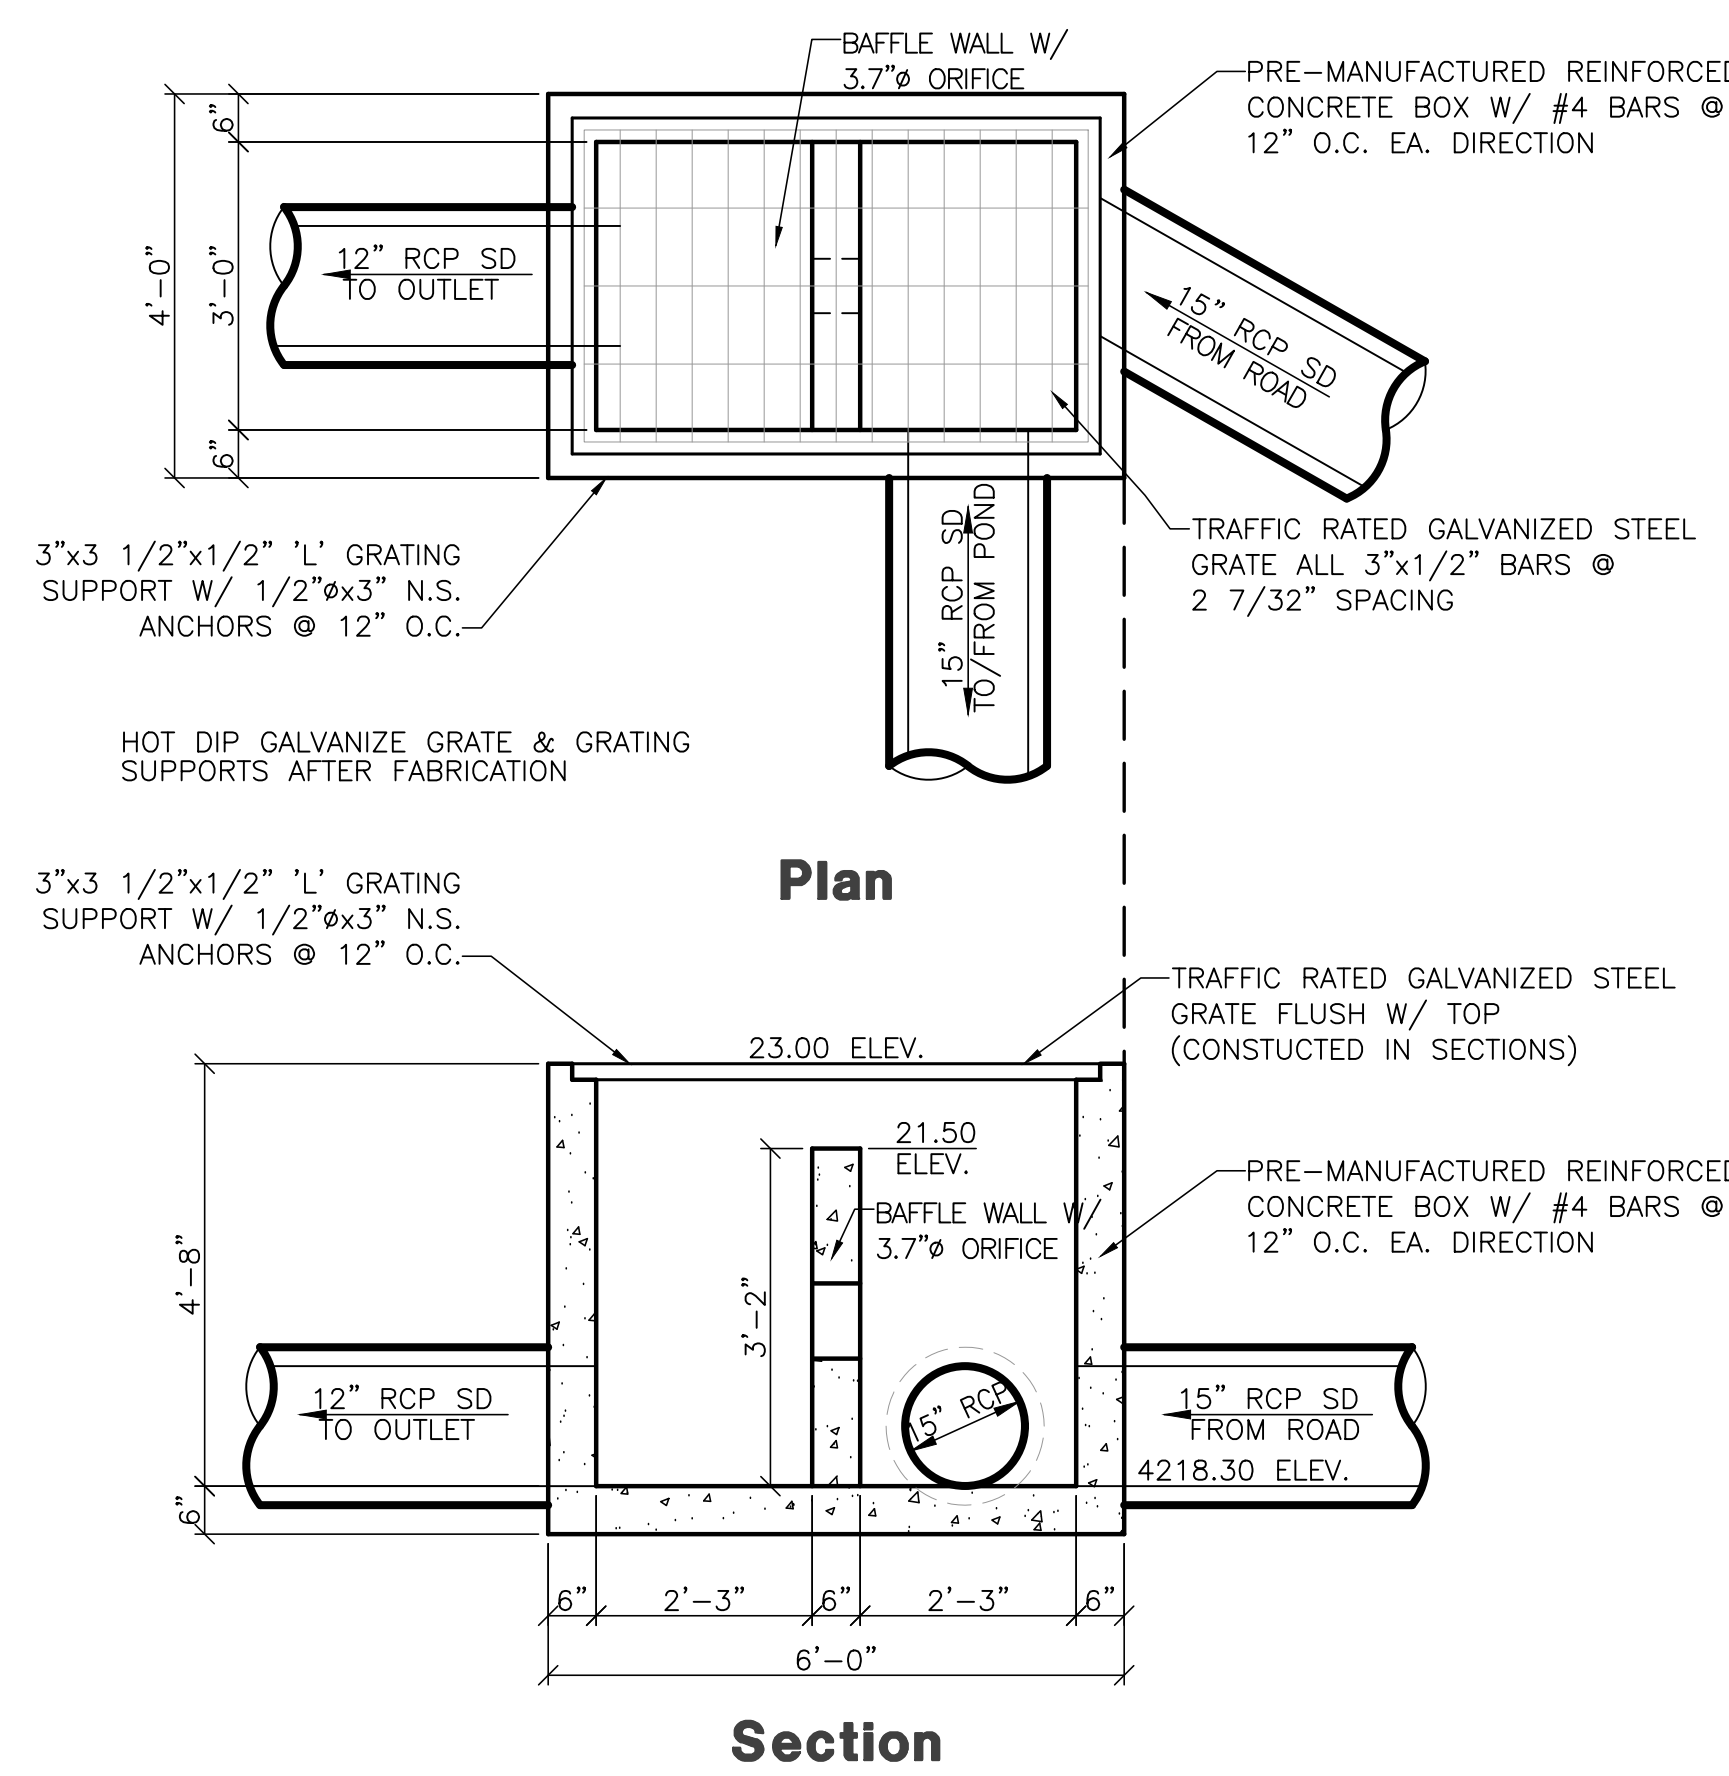 BAFFLE WALL W/
3.7"ø ORIFICE
PRE-MANUFACTURED REINFORCED
CONCRETE BOX W/ #4 BARS @
12" O.C. EA. DIRECTION
6"
4'-0"
3'-0"
6"
12" RCP SD
TO OUTLET
15" RCP SD
FROM ROAD
15" RCP SD
TO/FROM POND
TRAFFIC RATED GALVANIZED STEEL
GRATE ALL 3"x1/2" BARS @
2 7/32" SPACING
3"x3 1/2"x1/2" 'L' GRATING
SUPPORT W/ 1/2"øx3" N.S.
ANCHORS @ 12" O.C.
HOT DIP GALVANIZE GRATE & GRATING
SUPPORTS AFTER FABRICATION
Plan
3"x3 1/2"x1/2" 'L' GRATING
SUPPORT W/ 1/2"øx3" N.S.
ANCHORS @ 12" O.C.
TRAFFIC RATED GALVANIZED STEEL
GRATE FLUSH W/ TOP
(CONSTUCTED IN SECTIONS)
23.00 ELEV.
21.50
ELEV.
BAFFLE WALL W/
3.7"ø ORIFICE
PRE-MANUFACTURED REINFORCED
CONCRETE BOX W/ #4 BARS @
12" O.C. EA. DIRECTION
4'-8"
3'-2"
6"
12" RCP SD
TO OUTLET
15" RCP
15" RCP SD
FROM ROAD
4218.30 ELEV.
6"
2'-3"
6"
2'-3"
6"
6'-0"
Section